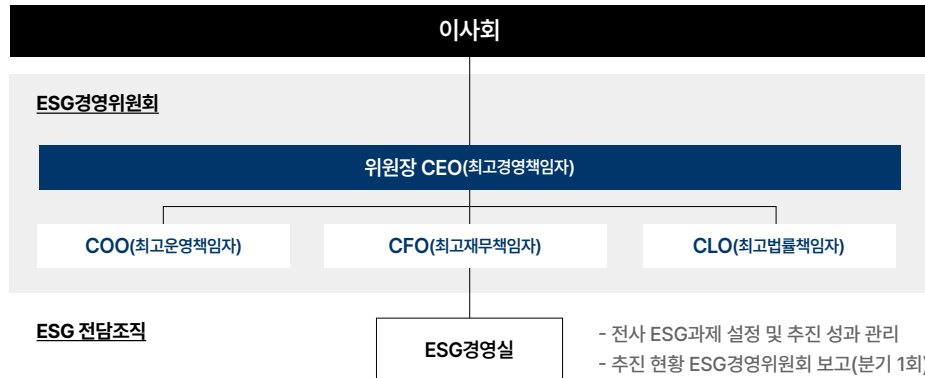 이사회
ESG경영위원회
위원장 CEO(최고경영책임자)
COO(최고운영책임자)
CFO(최고재무책임자)
CLO(최고법률책임자)
ESG 전담조직
ESG경영실
- 전사 ESG과제 설정 및 추진 성과 관리
- 추진 현황 ESG경영위원회 보고(분기 1회)